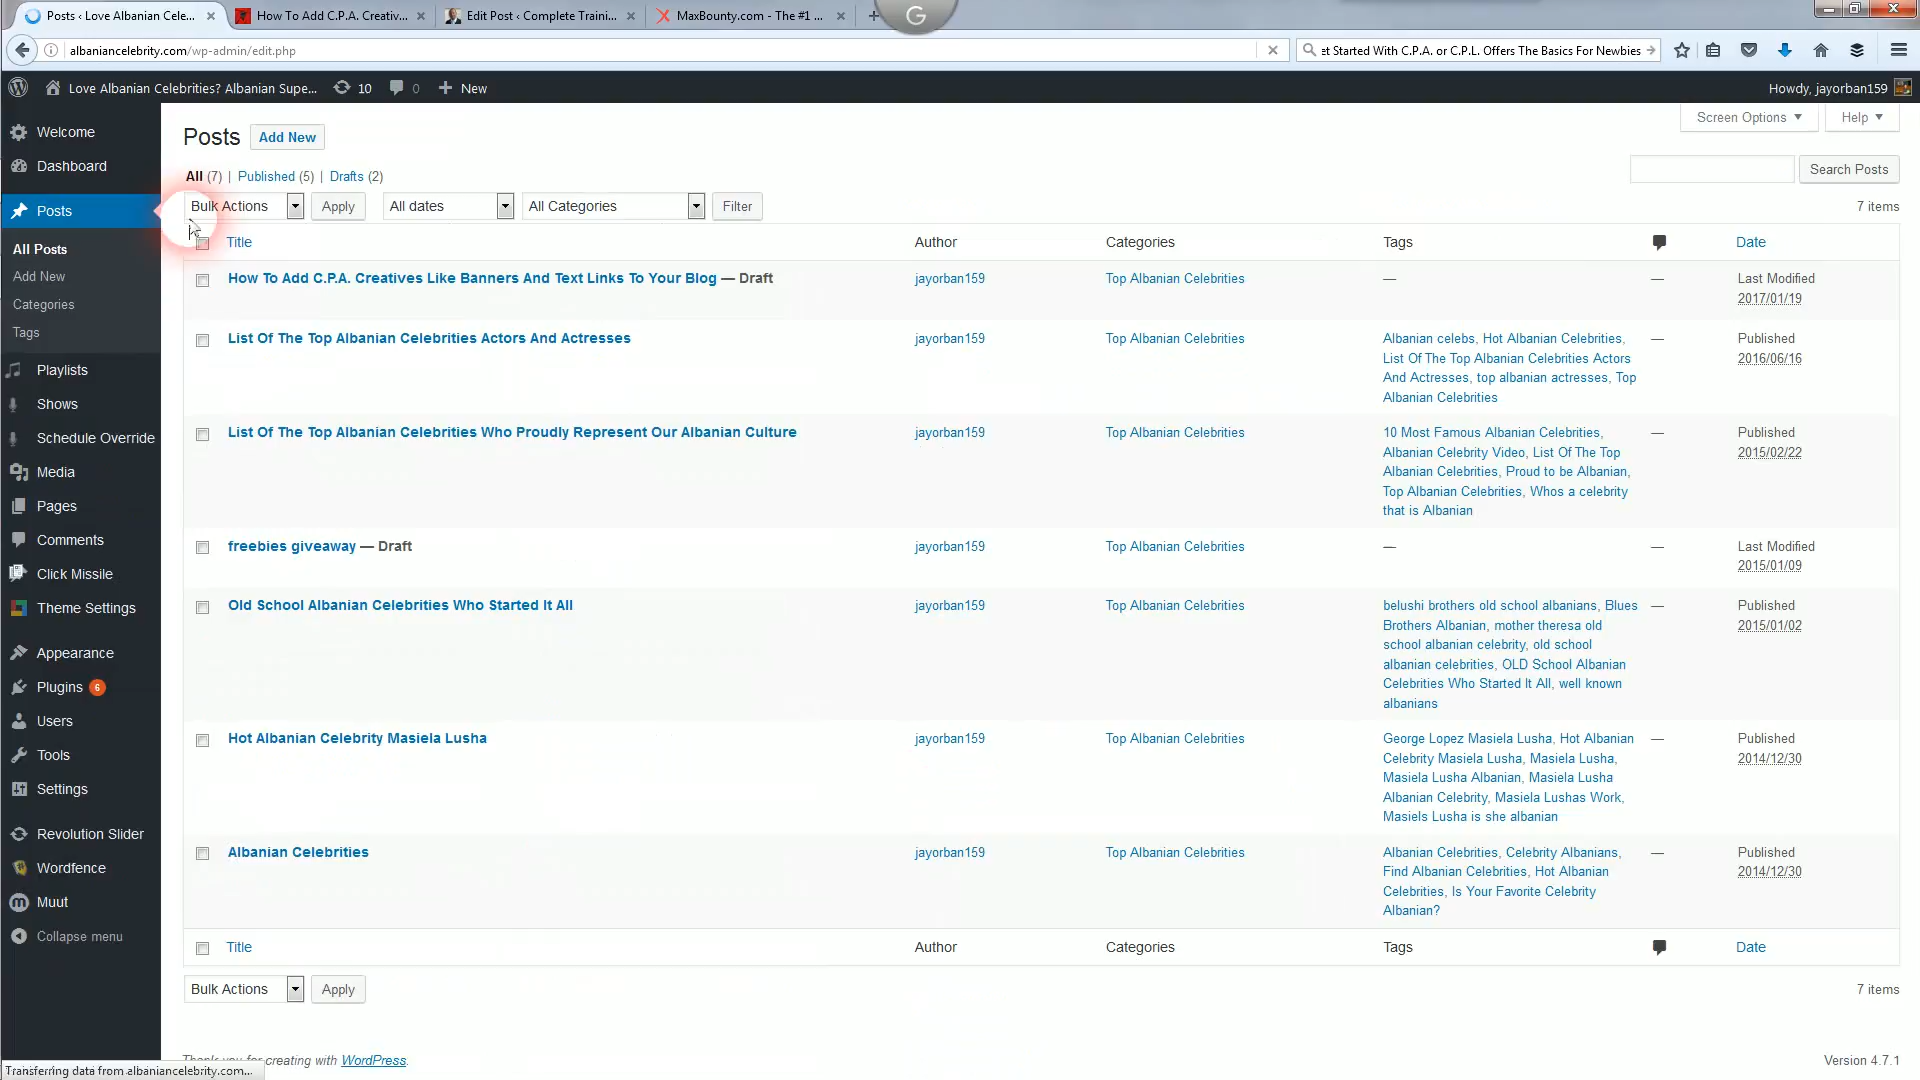 Posts ‹ Love Albanian Cele...
How To Add C.P.A. Creativ...
Edit Post ‹ Complete Traini...
MaxBounty.com - The #1 ...
albaniancelebrity.com/wp-admin/edit.php
et Started With C.P.A. or C.P.L. Offers The Basics For Newbies
Love Albanian Celebrities? Albanian Supe...
10
0
New
Howdy, jayorban159
Welcome
Dashboard
Posts
All Posts
Add New
Categories
Tags
Playlists
Shows
Schedule Override
Media
Pages
Comments
Click Missile
Theme Settings
Appearance
Plugins 6
Users
Tools
Settings
Revolution Slider
Wordfence
Muut
Collapse menu
Posts Add New
Screen Options
Help
All (7) | Published (5) | Drafts (2)
Search Posts
Bulk Actions
Apply
All dates
All Categories
Filter
7 items
Title
Author
Categories
Tags
Date
How To Add C.P.A. Creatives Like Banners And Text Links To Your Blog — Draft
jayorban159
Top Albanian Celebrities
—
—
Last Modified
2017/01/19
List Of The Top Albanian Celebrities Actors And Actresses
jayorban159
Top Albanian Celebrities
Albanian celebs, Hot Albanian Celebrities,
List Of The Top Albanian Celebrities Actors
And Actresses, top albanian actresses, Top
Albanian Celebrities
—
Published
2016/06/16
List Of The Top Albanian Celebrities Who Proudly Represent Our Albanian Culture
jayorban159
Top Albanian Celebrities
10 Most Famous Albanian Celebrities,
Albanian Celebrity Video, List Of The Top
Albanian Celebrities, Proud to be Albanian,
Top Albanian Celebrities, Whos a celebrity
that is Albanian
—
Published
2015/02/22
freebies giveaway — Draft
jayorban159
Top Albanian Celebrities
—
—
Last Modified
2015/01/09
Old School Albanian Celebrities Who Started It All
jayorban159
Top Albanian Celebrities
belushi brothers old school albanians, Blues
Brothers Albanian, mother theresa old
school albanian celebrity, old school
albanian celebrities, OLD School Albanian
Celebrities Who Started It All, well known
albanians
—
Published
2015/01/02
Hot Albanian Celebrity Masiela Lusha
jayorban159
Top Albanian Celebrities
George Lopez Masiela Lusha, Hot Albanian
Celebrity Masiela Lusha, Masiela Lusha,
Masiela Lusha Albanian, Masiela Lusha
Albanian Celebrity, Masiela Lushas Work,
Masiels Lusha is she albanian
—
Published
2014/12/30
Albanian Celebrities
jayorban159
Top Albanian Celebrities
Albanian Celebrities, Celebrity Albanians,
Find Albanian Celebrities, Hot Albanian
Celebrities, Is Your Favorite Celebrity
Albanian?
—
Published
2014/12/30
Title
Author
Categories
Tags
Date
Bulk Actions
Apply
7 items
Thank you for creating with WordPress.
Version 4.7.1
Transferring data from albaniancelebrity.com...